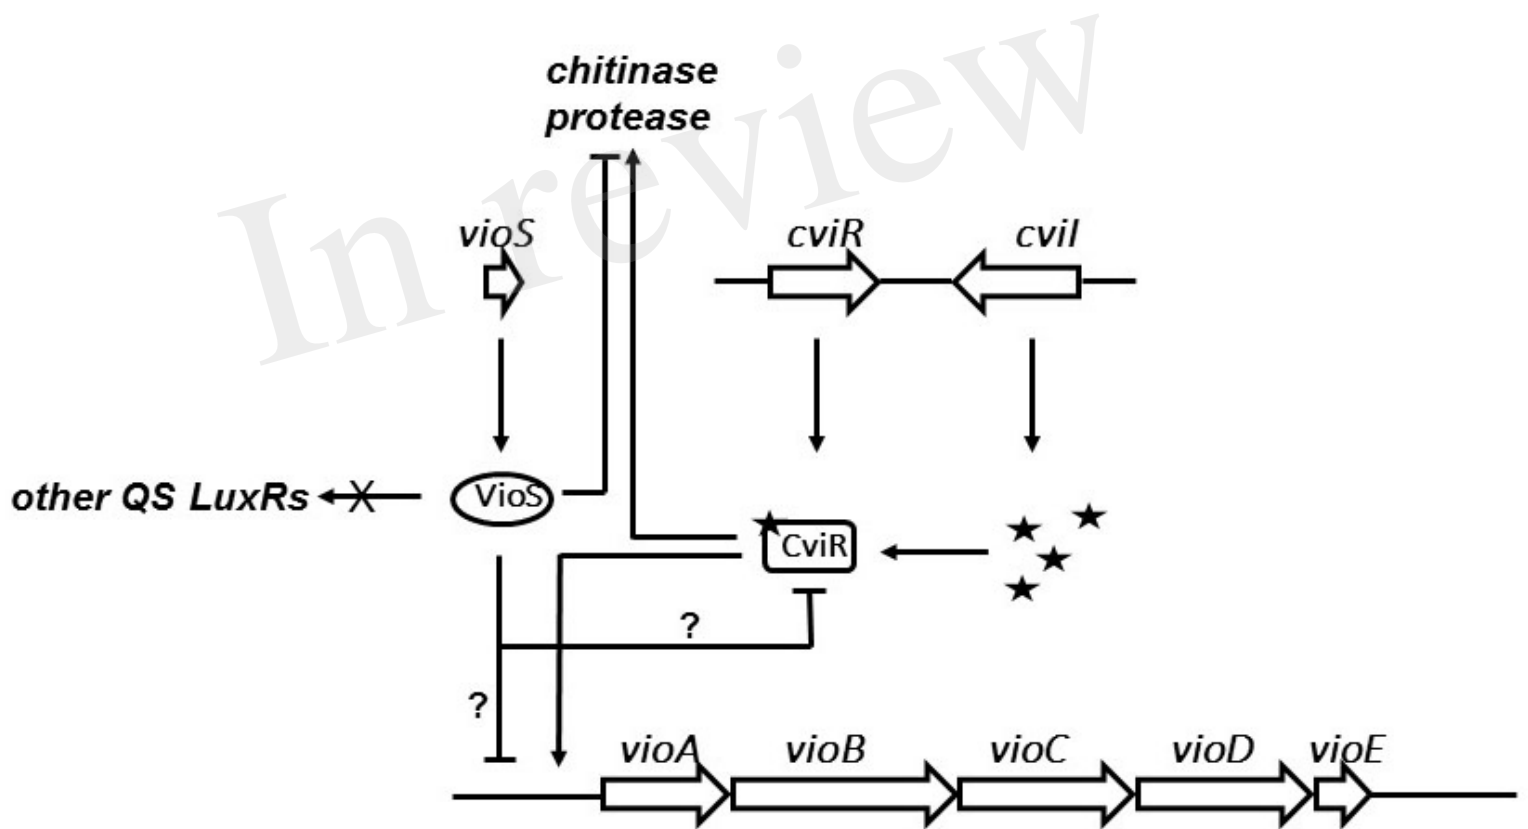 In review
chitinase
protease
vioS
cviR
cviI
other QS LuxRs
X
VioS
CviR
?
?
vioA
vioB
vioC
vioD
vioE